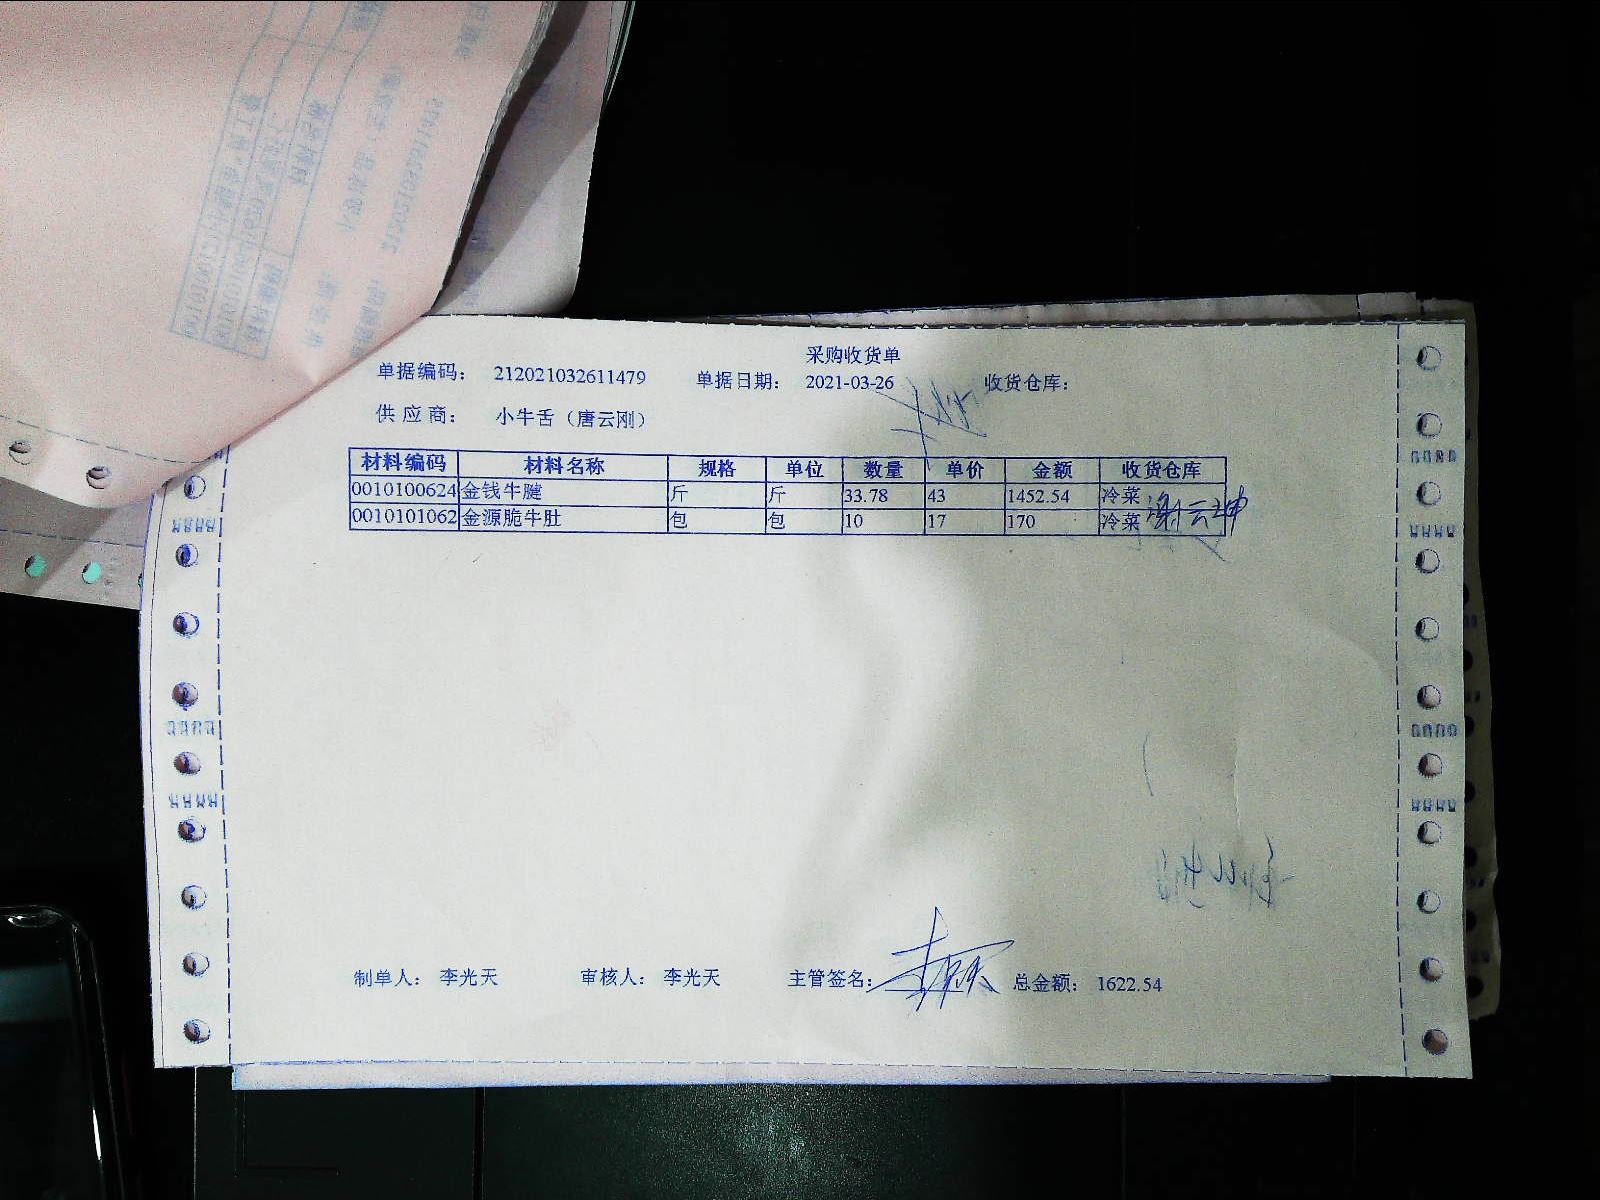 采购收货单
单据编码： 212021032611479 单据日期： 2021-03-26 收货仓库：
供 应 商： 小牛舌（唐云刚）
材料编码 材料名称 规格 单位 数量 单价 金额 收货仓库
0010100624 金钱牛腱 斤 斤 33.78 43 1452.54 冷菜
0010101062 金源脆牛肚 包 包 10 17 170 冷菜
制单人： 李光天 审核人： 李光天 主管签名： 总金额： 1622.54